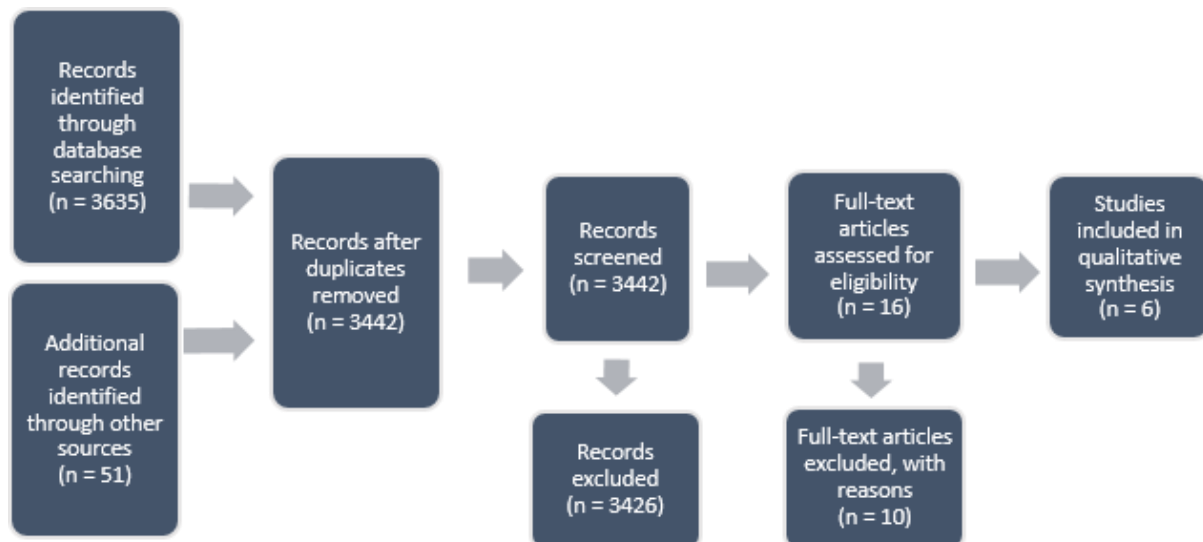 Records
identified
through
database
searching
(n = 3635)
Additional
records
identified
through other
sources
(n = 51)
Records after
duplicates
removed
(n = 3442)
Records
screened
(n = 3442)
Records
excluded
(n = 3426)
Full-text
articles
assessed for
eligibility
(n = 16)
Full-text articles
excluded, with
reasons
(n = 10)
Studies
included in
qualitative
synthesis
(n = 6)